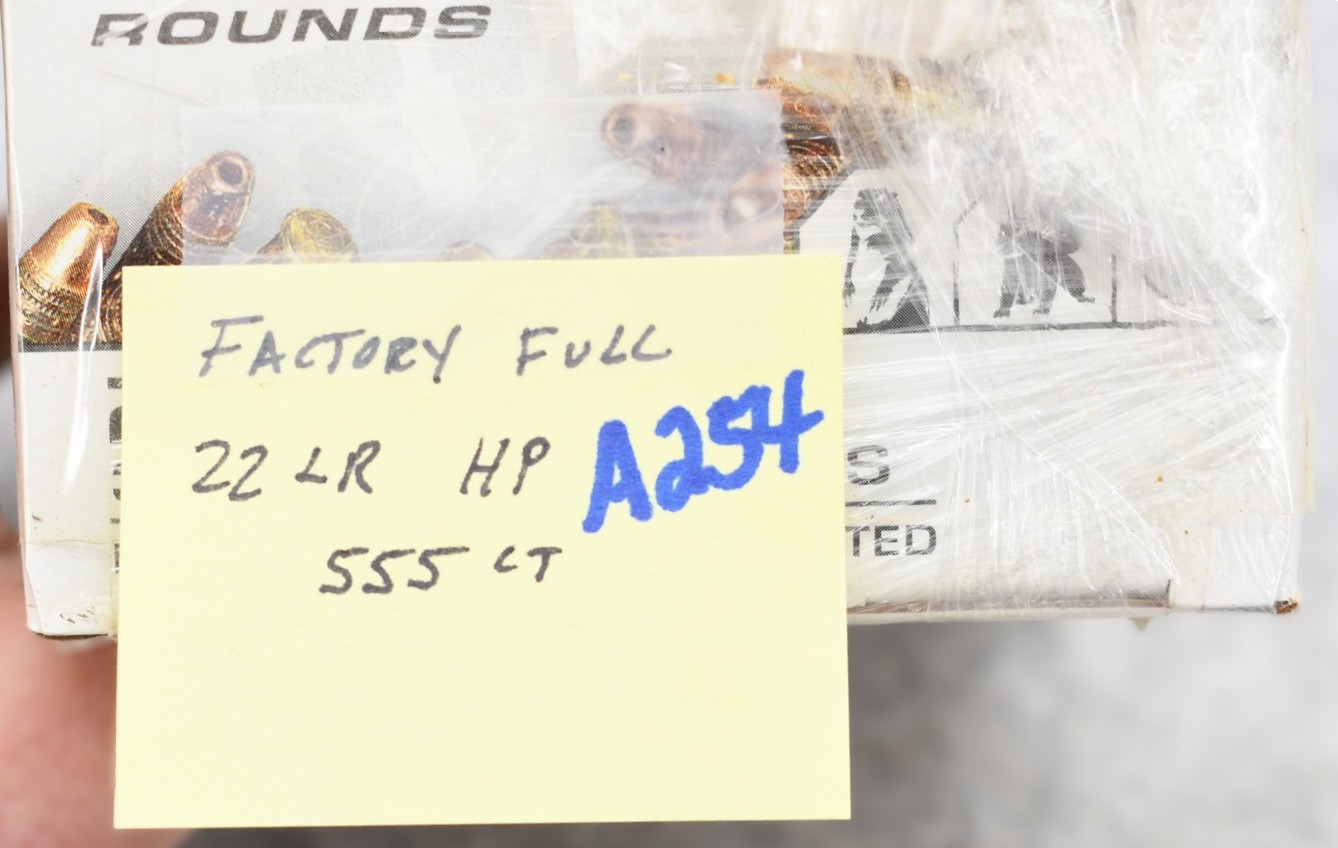 ROUNDS
FACTORY FULL
22 LR HP A254
555 CT
S
TED